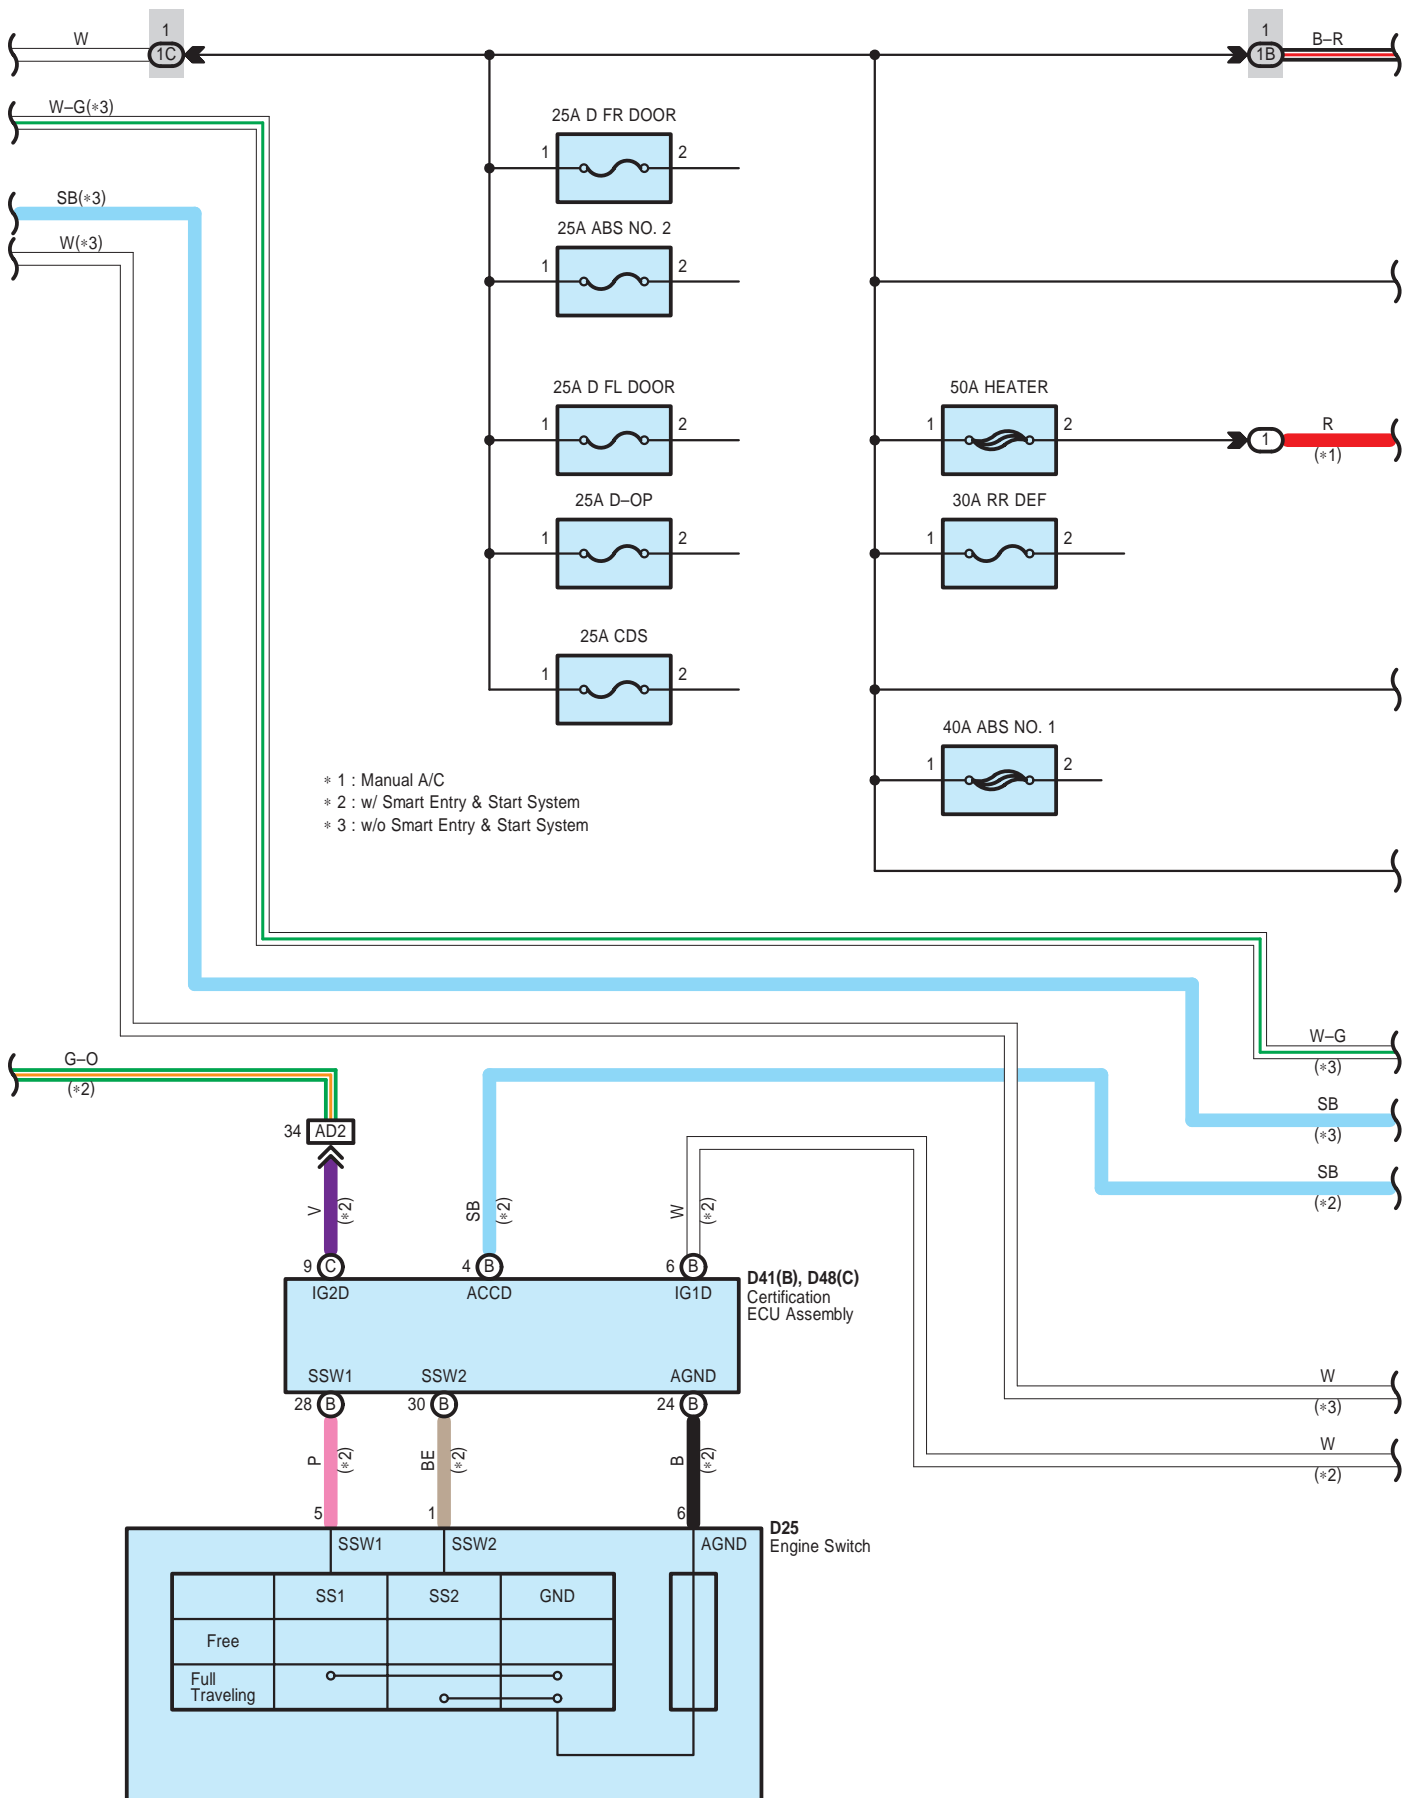 1
1
W
1C
1B
B–R
W–G(∗3)
25A D FR DOOR
1
2
SB(∗3)
25A ABS NO. 2
W(∗3)
1
2
25A D FL DOOR
50A HEATER
1
2
1
2
1
R
(∗1)
25A D–OP
30A RR DEF
1
2
1
2
25A CDS
1
2
40A ABS NO. 1
1
2
∗ 1 : Manual A/C
∗ 2 : w/ Smart Entry & Start System
∗ 3 : w/o Smart Entry & Start System
W–G
(∗3)
G–O
(∗2)
SB
(∗3)
34 AD2
SB
(∗2)
V
(∗2)
SB
(∗2)
W
(∗2)
9 C
4 B
6 B
IG2D
ACCD
IG1D
D41(B), D48(C)
Certification
ECU Assembly
SSW1
SSW2
AGND
28 B
30 B
24 B
W
(∗3)
W
(∗2)
P
(∗2)
BE
(∗2)
B
(∗2)
5
1
6
D25
Engine Switch
SSW1
SSW2
AGND
SS1
SS2
GND
Free
Full
Traveling